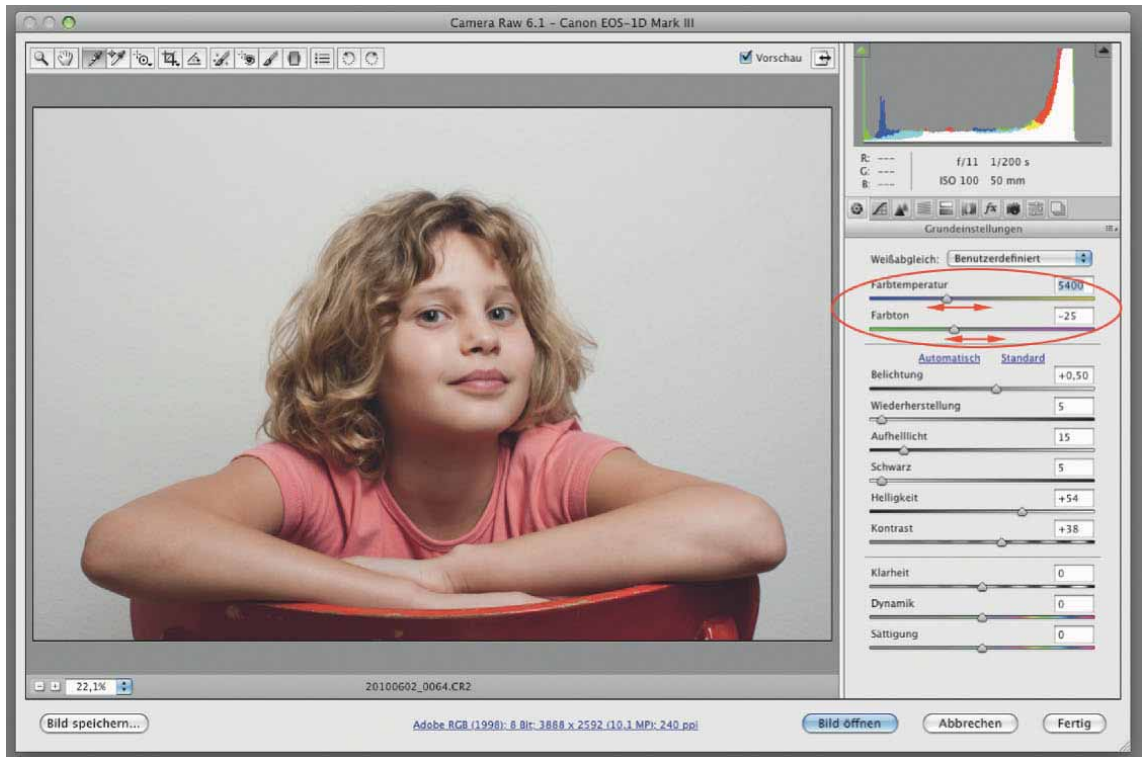 Camera Raw 6.1 – Canon EOS-1D Mark III
Vorschau
R: ---
G: ---
B: ---
f/11 1/200 s
ISO 100 50 mm
fx
Grundeinstellungen
Weißabgleich: Benutzerdefiniert
Farbtemperatur 5400
Farbton -25
Automatisch Standard
Belichtung +0,50
Wiederherstellung 5
Aufhelllicht 15
Schwarz 5
Helligkeit +54
Kontrast +38
Klarheit 0
Dynamik 0
Sättigung 0
22,1%
20100602_0064.CR2
Bild speichern...
Adobe RGB (1998); 8 Bit; 3888 x 2592 (10,1 MP); 240 ppi
Bild öffnen
Abbrechen
Fertig